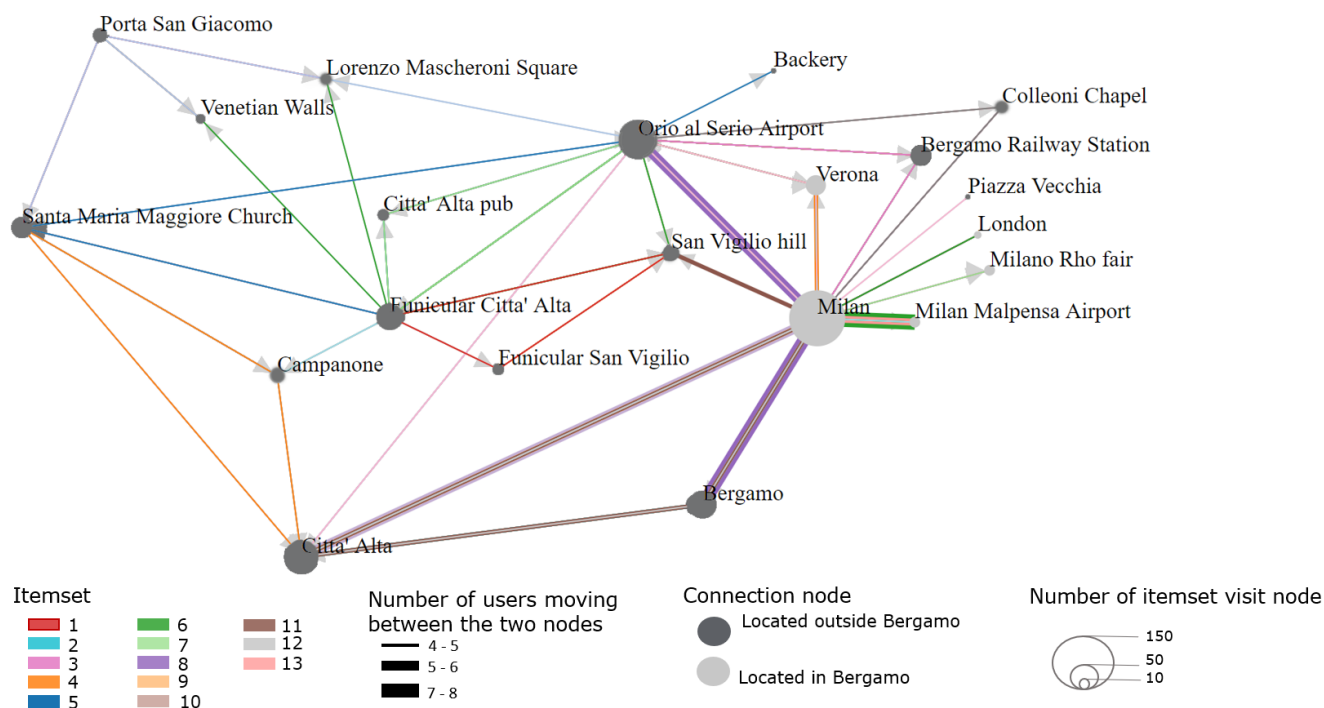 Porta San Giacomo
Lorenzo Mascheroni Square
Backery
Venetian Walls
Colleoni Chapel
Orio al Serio Airport
Bergamo Railway Station
Verona
Piazza Vecchia
Citta' Alta pub
Santa Maria Maggiore Church
London
San Vigilio hill
Milano Rho fair
Funicular Citta' Alta
Milan
Milan Malpensa Airport
Funicular San Vigilio
Campanone
Bergamo
Citta' Alta
Itemset
1
2
3
4
5
6
7
8
9
10
11
12
13
Number of users moving
between the two nodes
4 - 5
5 - 6
7 - 8
Connection node
Located outside Bergamo
Located in Bergamo
Number of itemset visit node
150
50
10